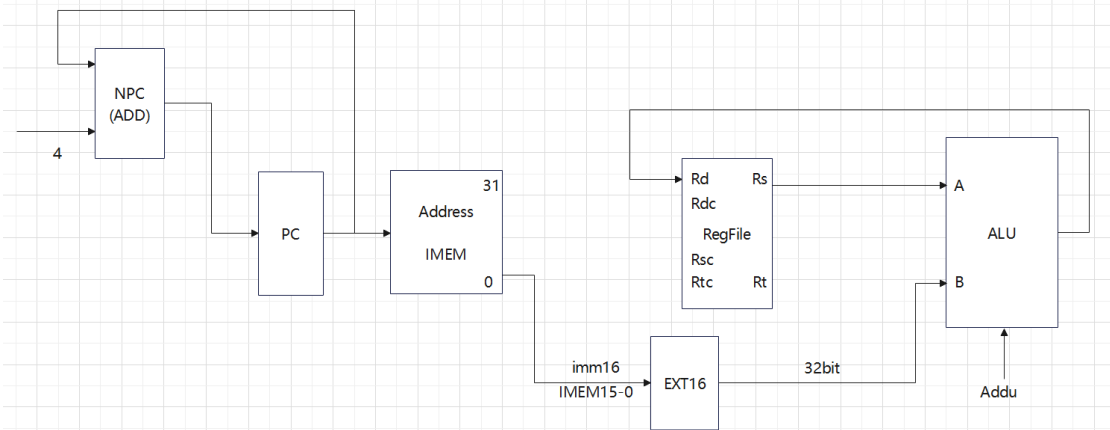 NPC
(ADD)
4
PC
31
Address
IMEM
0
imm16
IMEM15-0
EXT16
32bit
Rd Rs
Rdc
RegFile
Rsc
Rtc Rt
A
ALU
B
Addu